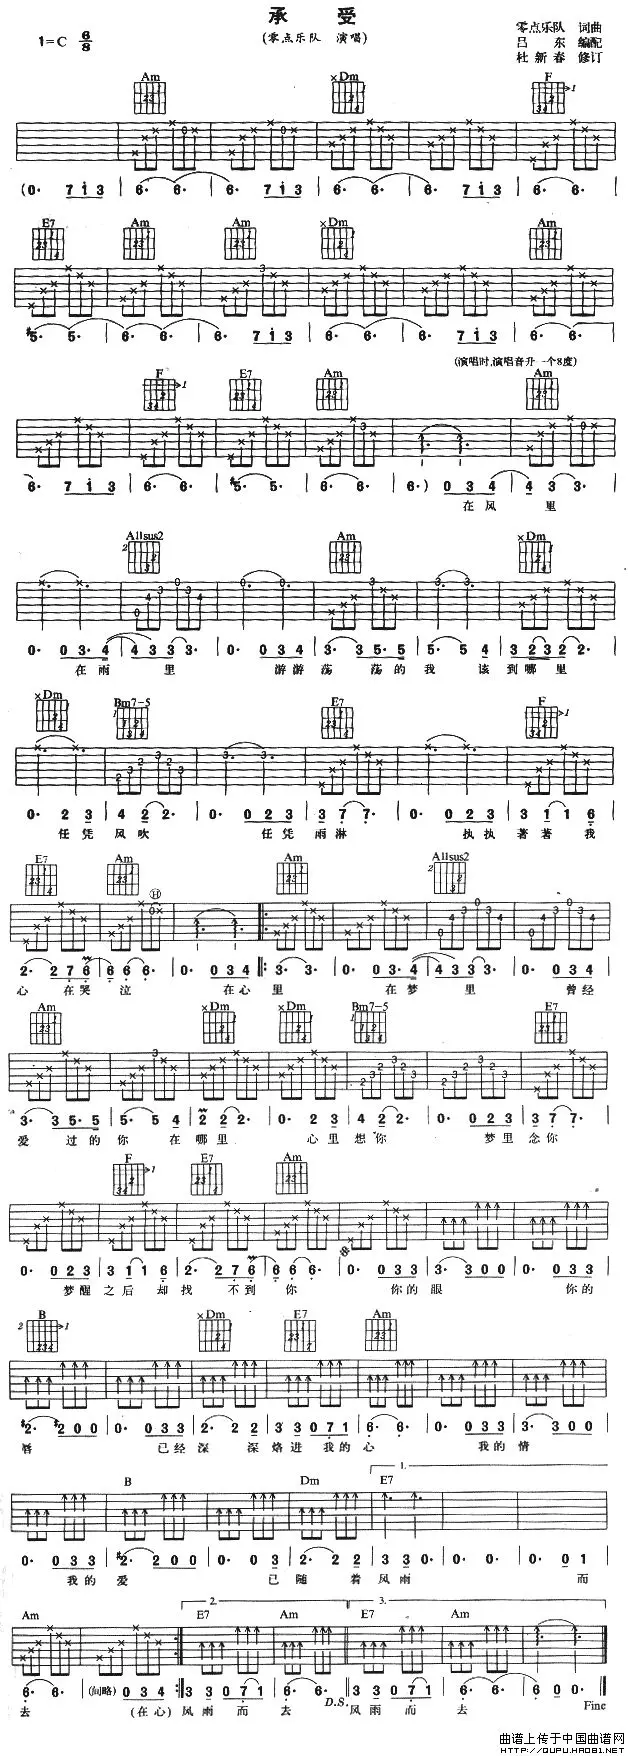 承 受
(零点乐队 演唱)
1=C 6/8
零点乐队 词曲
吕 东 编配
杜新春 修订
Am ×Dm F
(0· 7 1 3 | 6· 6· | 6· 7 1 3 | 6· 6· | 6· 7 1 3 | 6· 6· |
E7 Am Am ×Dm Am
#5· 5· | 6· 6· | 6· 7 1 3 | 6· 6· | 6· 7 1 3 | 6· 6· |
(演唱时,演唱音升一个8度)
F E7 Am Am
6· 7 1 3 | 6· 6· | #5· 5· | 6· 6· | 6·) 0 3 4 | 4 3 3· |
在风 里
A11sus2 Am ×Dm
0· 0 3· 4 | 4 3 3 3· | 0· 0 3 4 | 3· 3 5· 5 | 5· 5 4 | 3 2 3 2 2· |
在雨 里 游游荡 荡的我 该到哪里
×Dm Bm7-5 E7 F
0· 0 2 3 | 4 2 2· | 0· 0 2 3 | 3 7 7· | 0· 0 2 3 | 3 1 1 6 |
任凭风吹 任凭雨淋 执执著著我
E7 Am Am A11sus2
2· 2 7 6 | 6 6 6· | 0· 0 3 4 |: 3 3· | 0· 0 3· 4 | 4 3 3 3· | 0· 0 3 4 |
心 在哭泣 在心里 在梦 里 曾经
Am ×Dm ×Dm Bm7-5 E7
3· 3 5· 5 | 5· 5 4 | 2 2 2· | 0· 2 3 | 4 2 2· | 0· 0 2 3 | 3 7 7· |
爱 过的你 在哪里 心里想你 梦里念你
F E7 Am
0· 0 2 3 | 3 1 1 6 | 2· 2 7 6 | 6 6· 6· | 0· 0 3 3 | 3· 3 0 0 | 0· 0 3 3 |
梦醒之后却找 不到你 你的眼 你的
B ×Dm E7 Am
#2· #2 0 0 | 0· 0 3 3 | 2· 2 2 | 3 3 0 7 1 | 6· 6· | 0· 0 3 3 | 3· 3 0 0 |
唇 已经深 深烙进我的心 我的情
B Dm E7
1.
0· 0 3 3 | #2· 2 0 0 | 0· 0 3 | 2· 2 2 | 3 3 0· | 0· 0· | 0· 0 0 1 |
我的爱 已随 着风雨 而
Am E7 Am E7 Am
2. 3.
6· 6· | (间略) 0 3 4 :| 3 3 0 7 1 | 6· 6· | 3 3 0 7 1 | 6· 6· | 6· 0· |
去 (在心)风雨而 去 D.S. 风雨而 去 Fine
曲谱上传于中国曲谱网
HTTP://QUPU.HAO81.NET